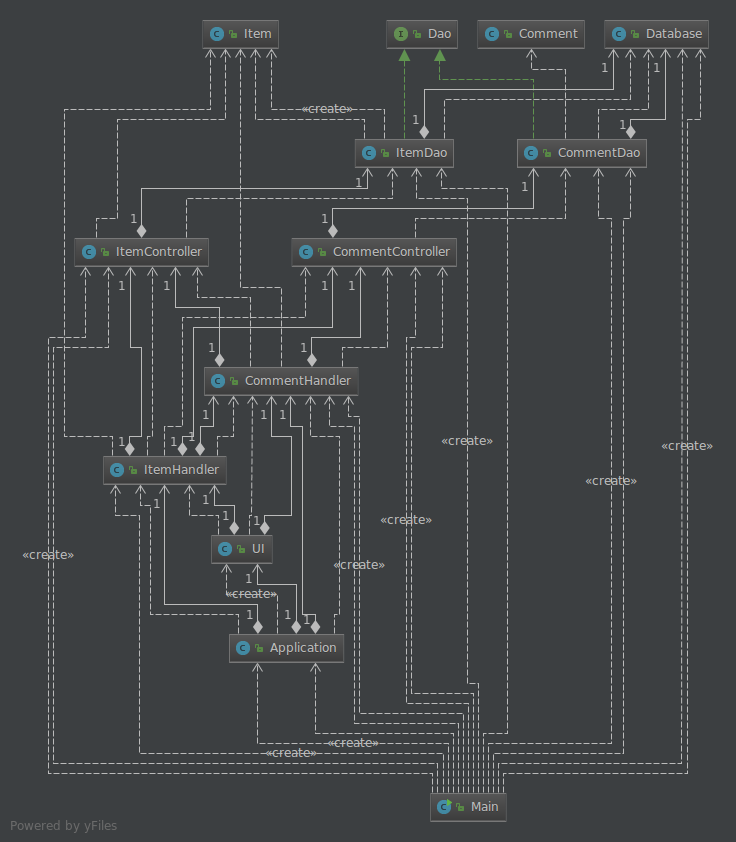 Item
Dao
Comment
Database
1
1
«create»
1
1
ItemDao
CommentDao
1
1
1
1
ItemController
CommentController
1
1
1
1
1
1
CommentHandler
1
1
1
1
1
1
«create»
«create»
ItemHandler
«create»
1
1
1
«create»
UI
«create»
«create»
1
«create»
1
1
1
Application
«create»
«create»
Main
Powered by yFiles